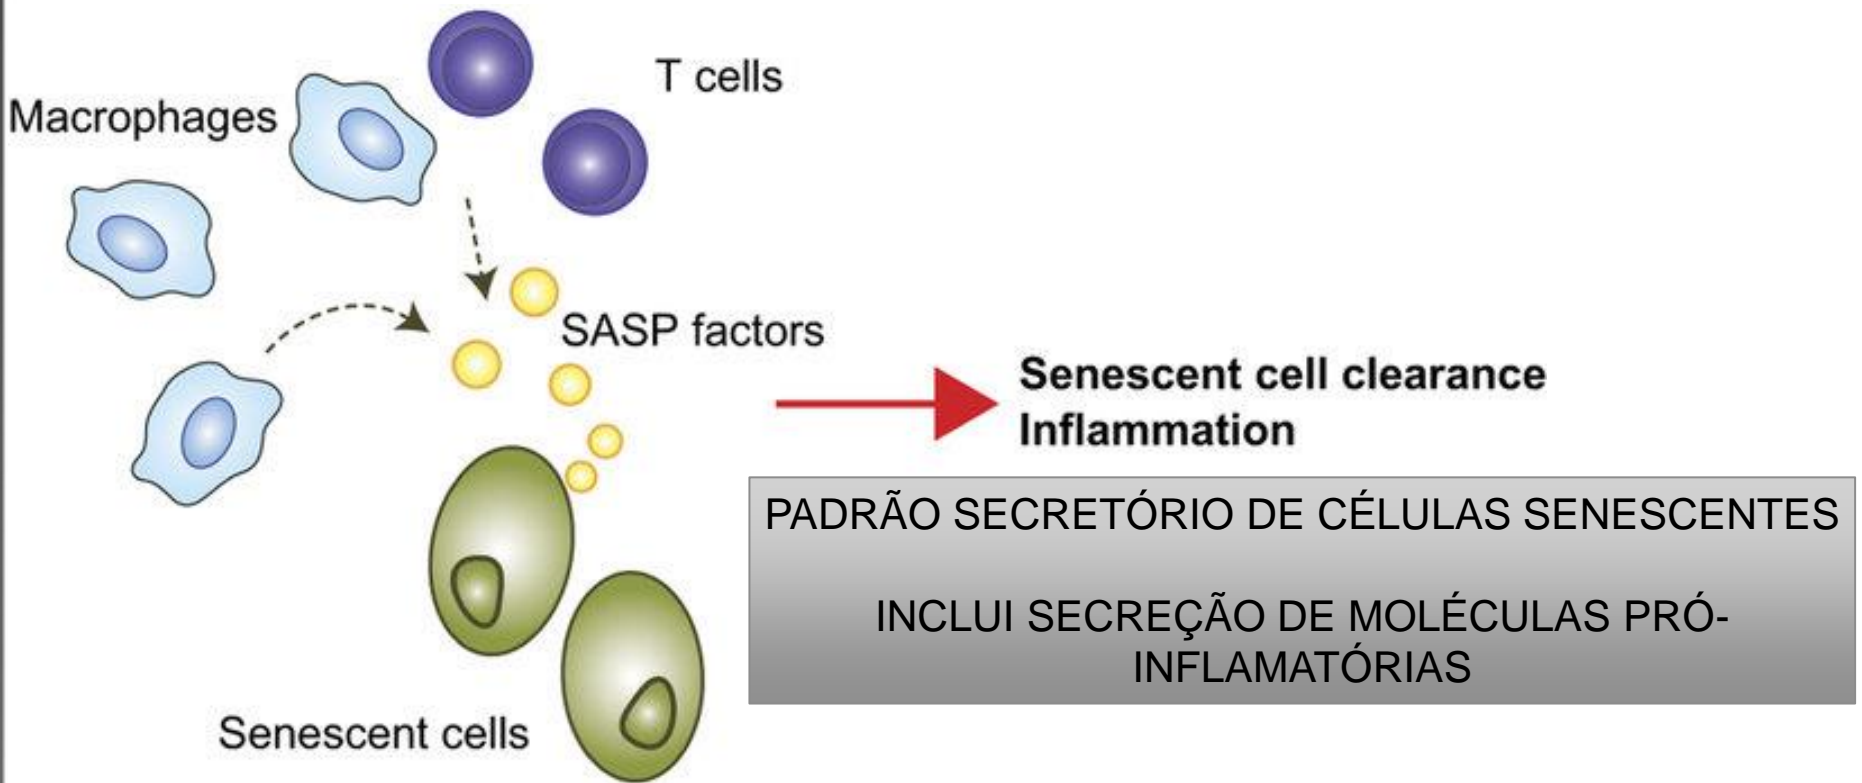 T cells
Macrophages
SASP factors
Senescent cell clearance
Inflammation
PADRÃO SECRETÓRIO DE CÉLULAS SENESCENTES
INCLUI SECREÇÃO DE MOLÉCULAS PRÓ-
INFLAMATÓRIAS
Senescent cells